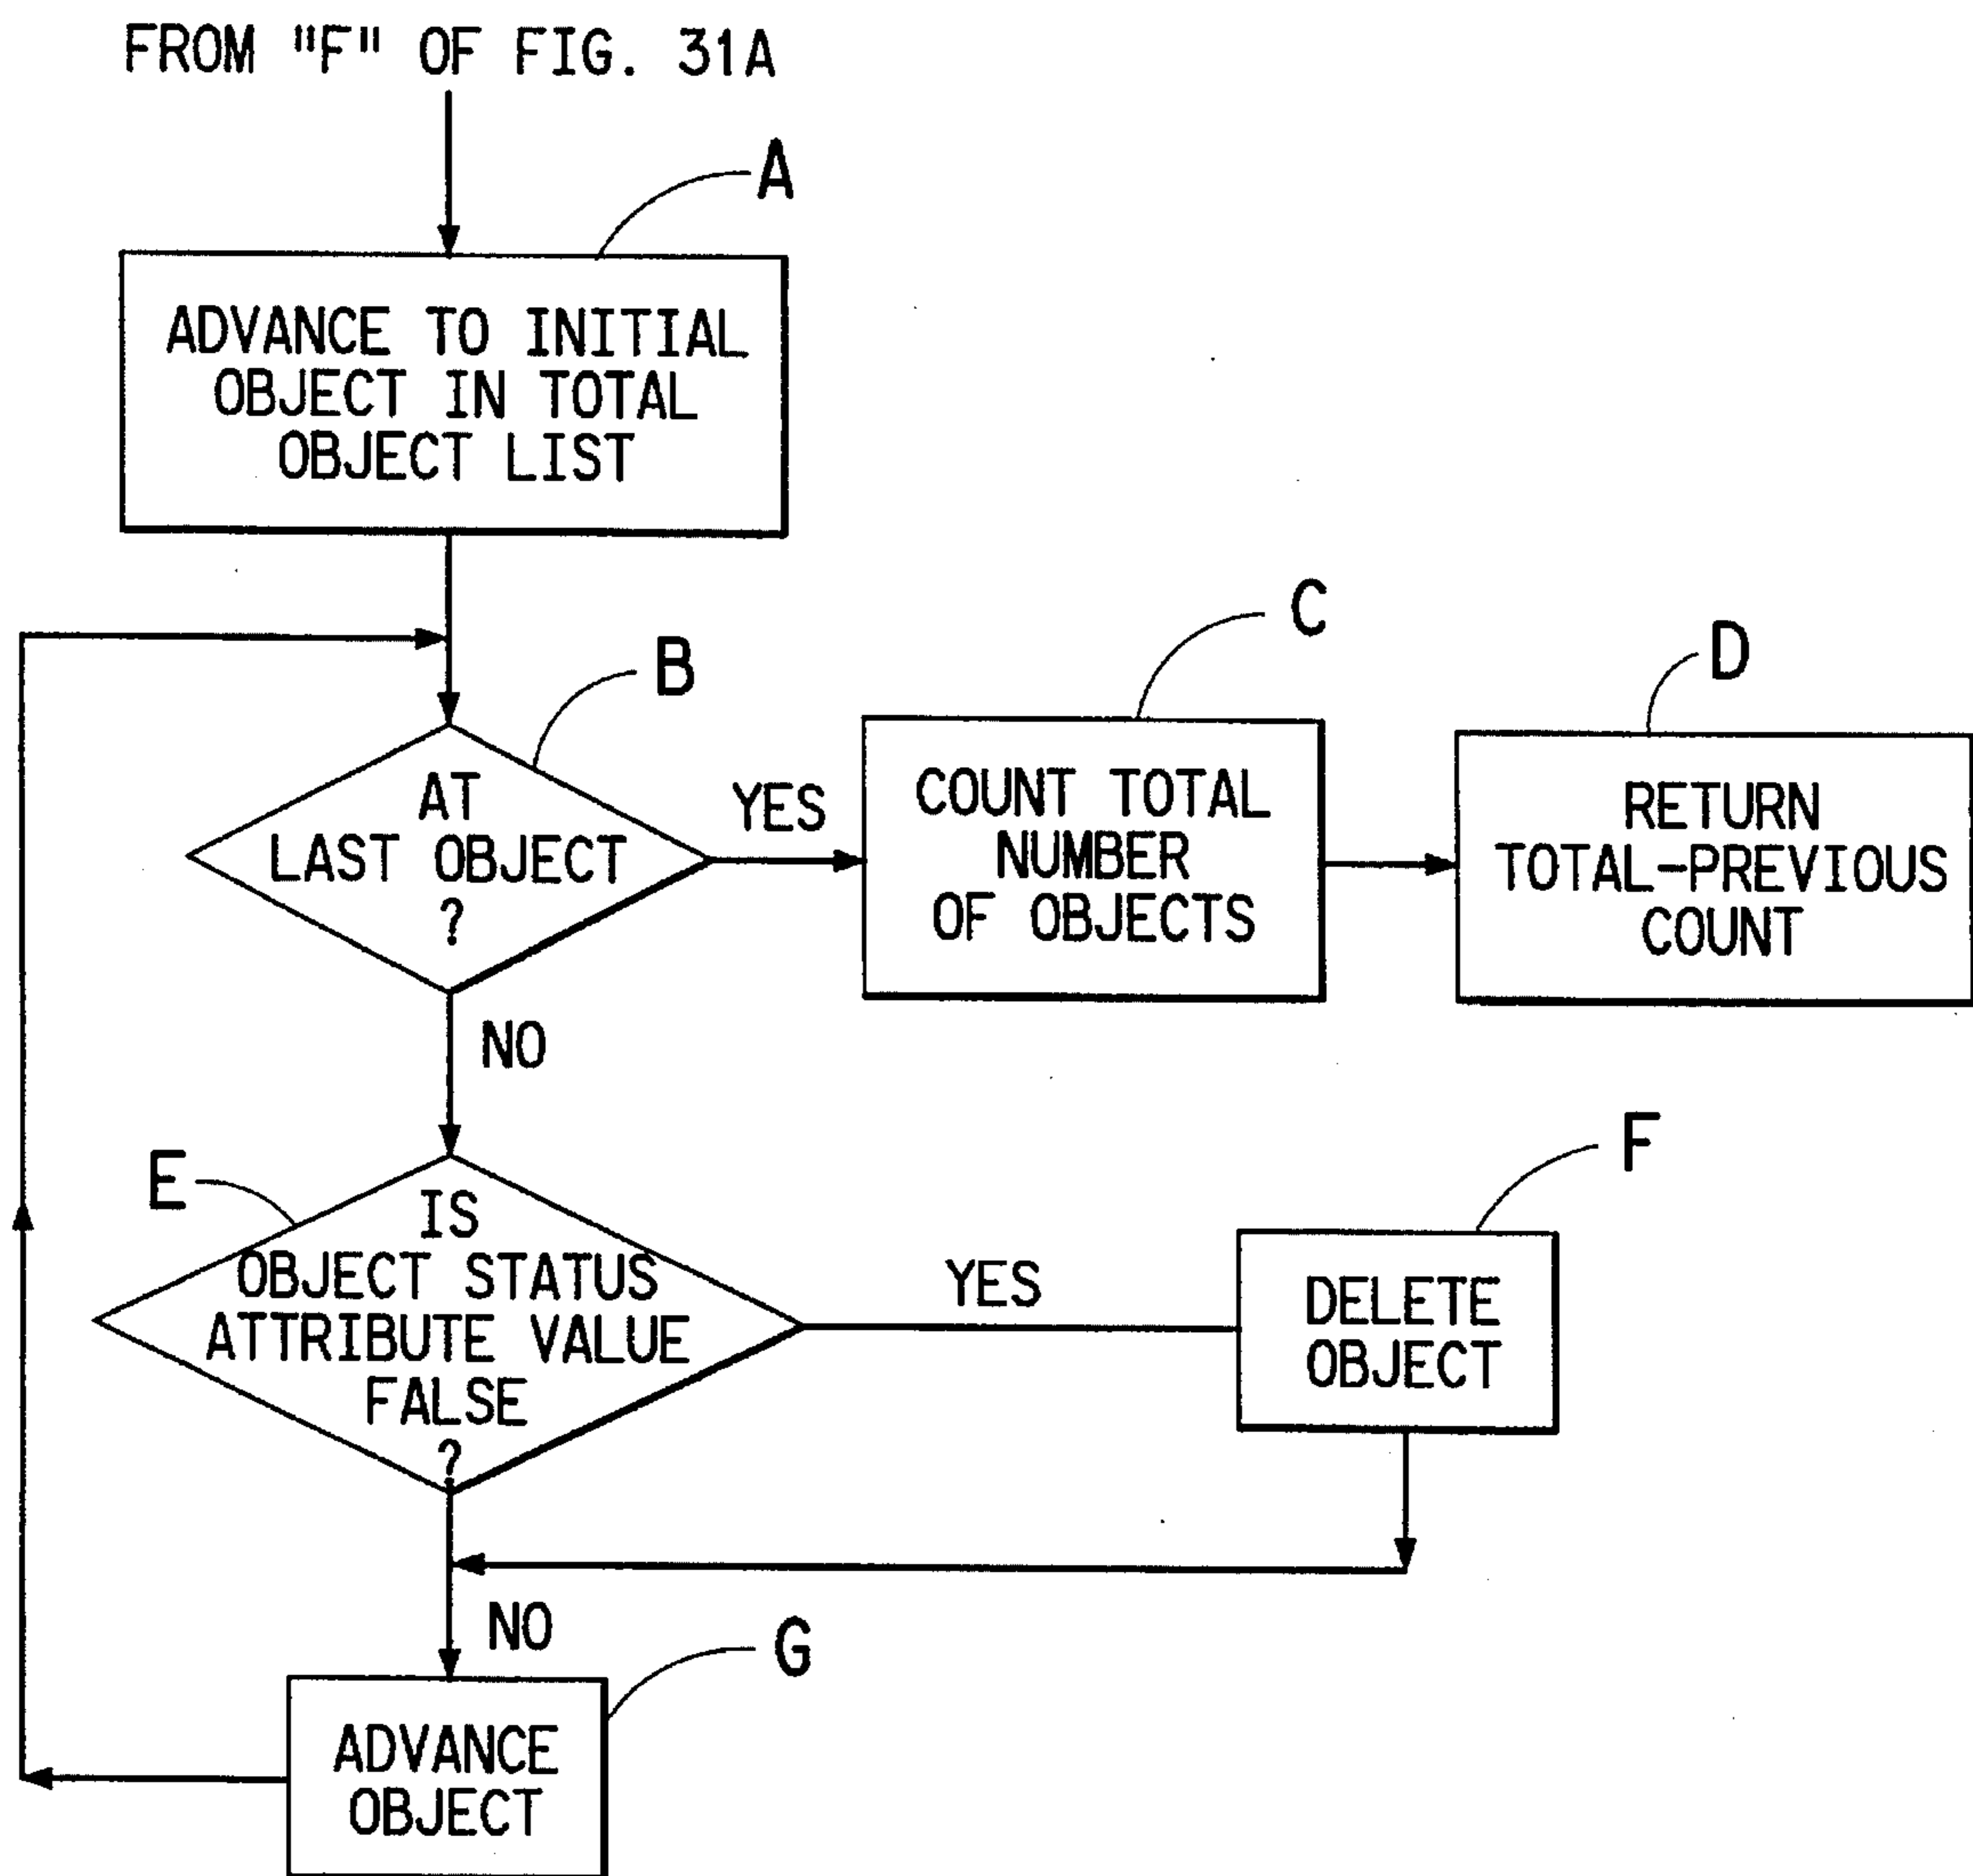 FROM "F" OF FIG. 31A
A
ADVANCE TO INITIAL
OBJECT IN TOTAL
OBJECT LIST
B
AT
LAST OBJECT
?
YES
C
COUNT TOTAL
NUMBER
OF OBJECTS
D
RETURN
TOTAL-PREVIOUS
COUNT
NO
E
IS
OBJECT STATUS
ATTRIBUTE VALUE
FALSE
?
YES
F
DELETE
OBJECT
NO
G
ADVANCE
OBJECT